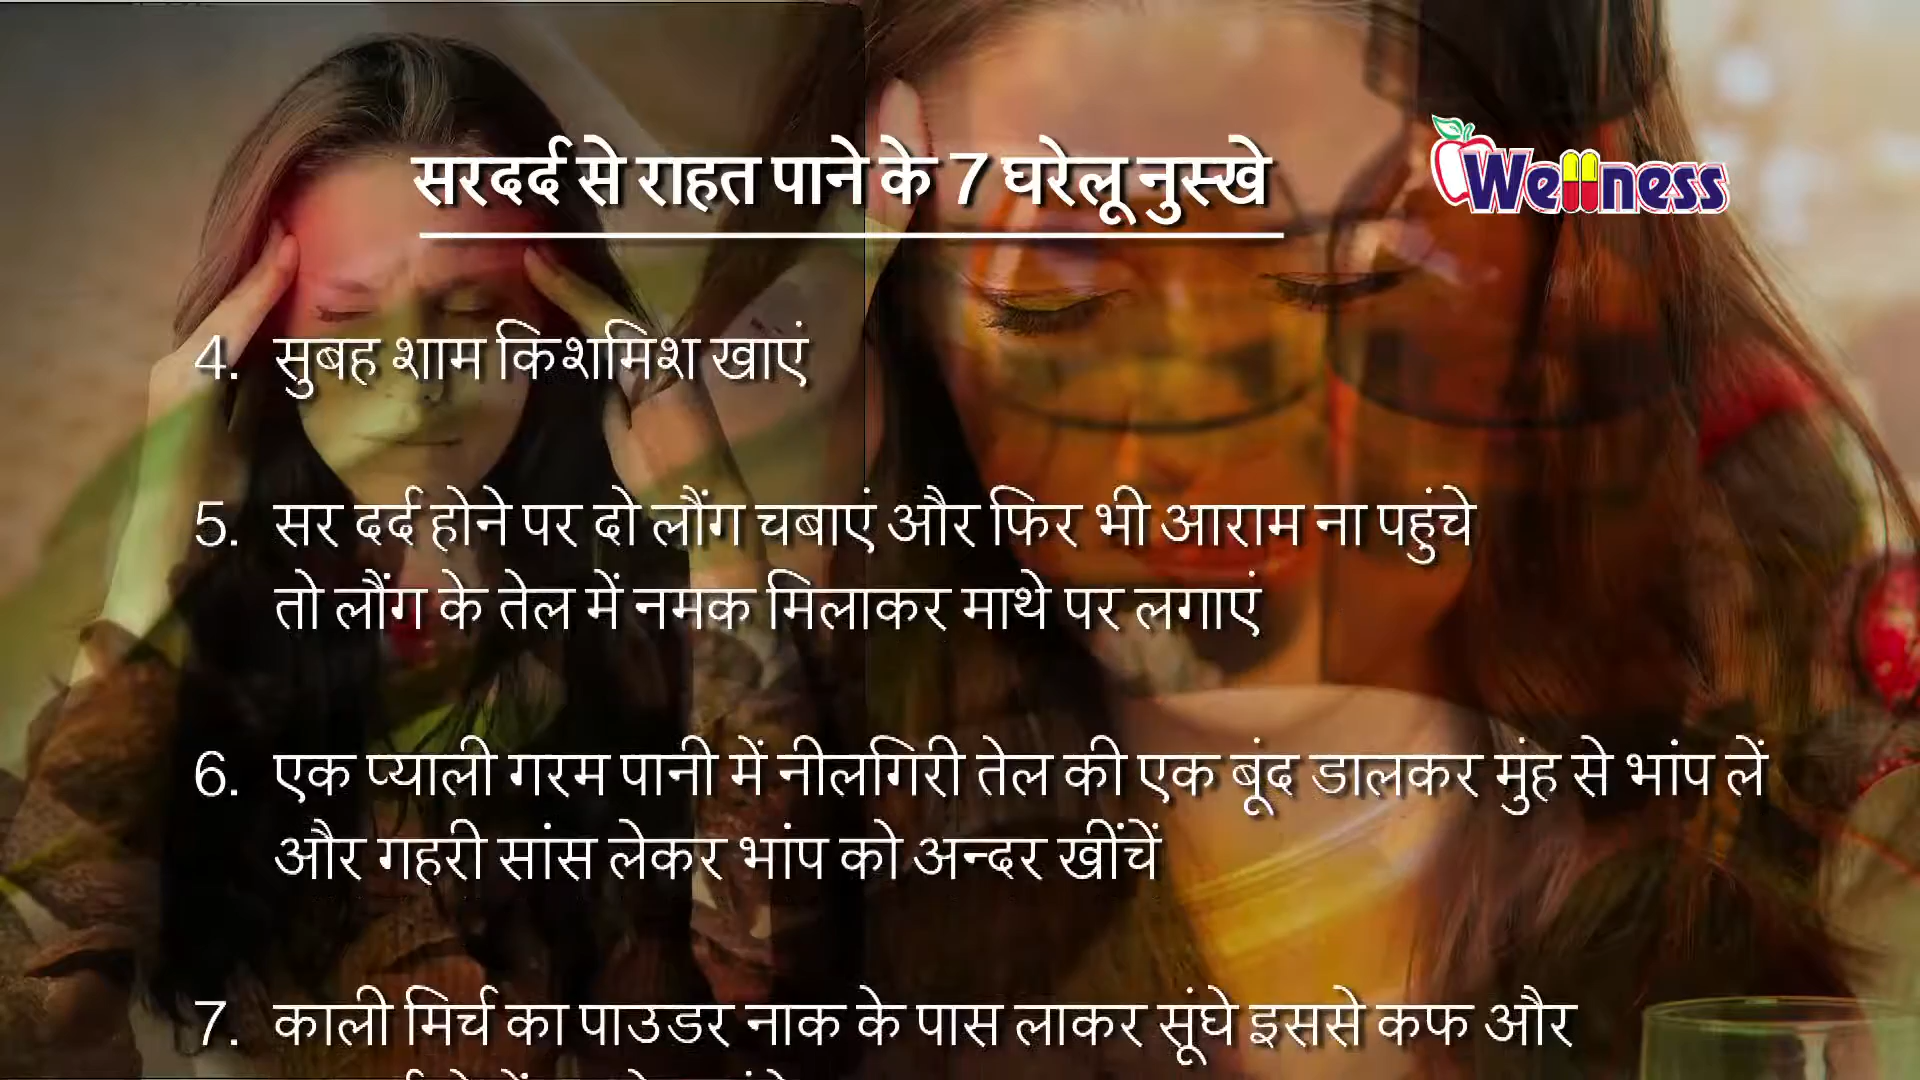 सरदर्द से राहत पाने के 7 घरेलू नुस्खे
Wellness
4. सुबह शाम किशमिश खाएं
5. सर दर्द होने पर दो लौंग चबाएं और फिर भी आराम ना पहुंचे
तो लौंग के तेल में नमक मिलाकर माथे पर लगाएं
6. एक प्याली गरम पानी में नीलगिरी तेल की एक बूंद डालकर मुंह से भांप लें
और गहरी सांस लेकर भांप को अन्दर खींचें
7. काली मिर्च का पाउडर नाक के पास लाकर सूंघे इससे कफ और